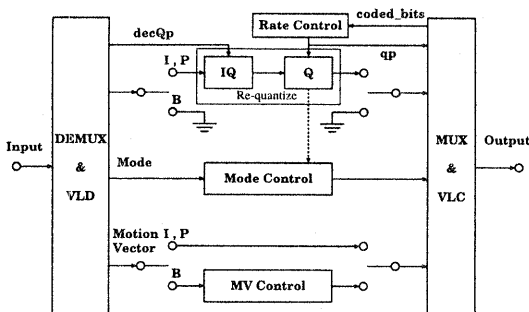 Rate Control
coded_bits
decQp
qp
I , P
IQ
Q
Re-quantize
B
Input
DEMUX
&
VLD
Mode
Mode Control
MUX
&
VLC
Output
Motion
Vector
I , P
B
MV Control